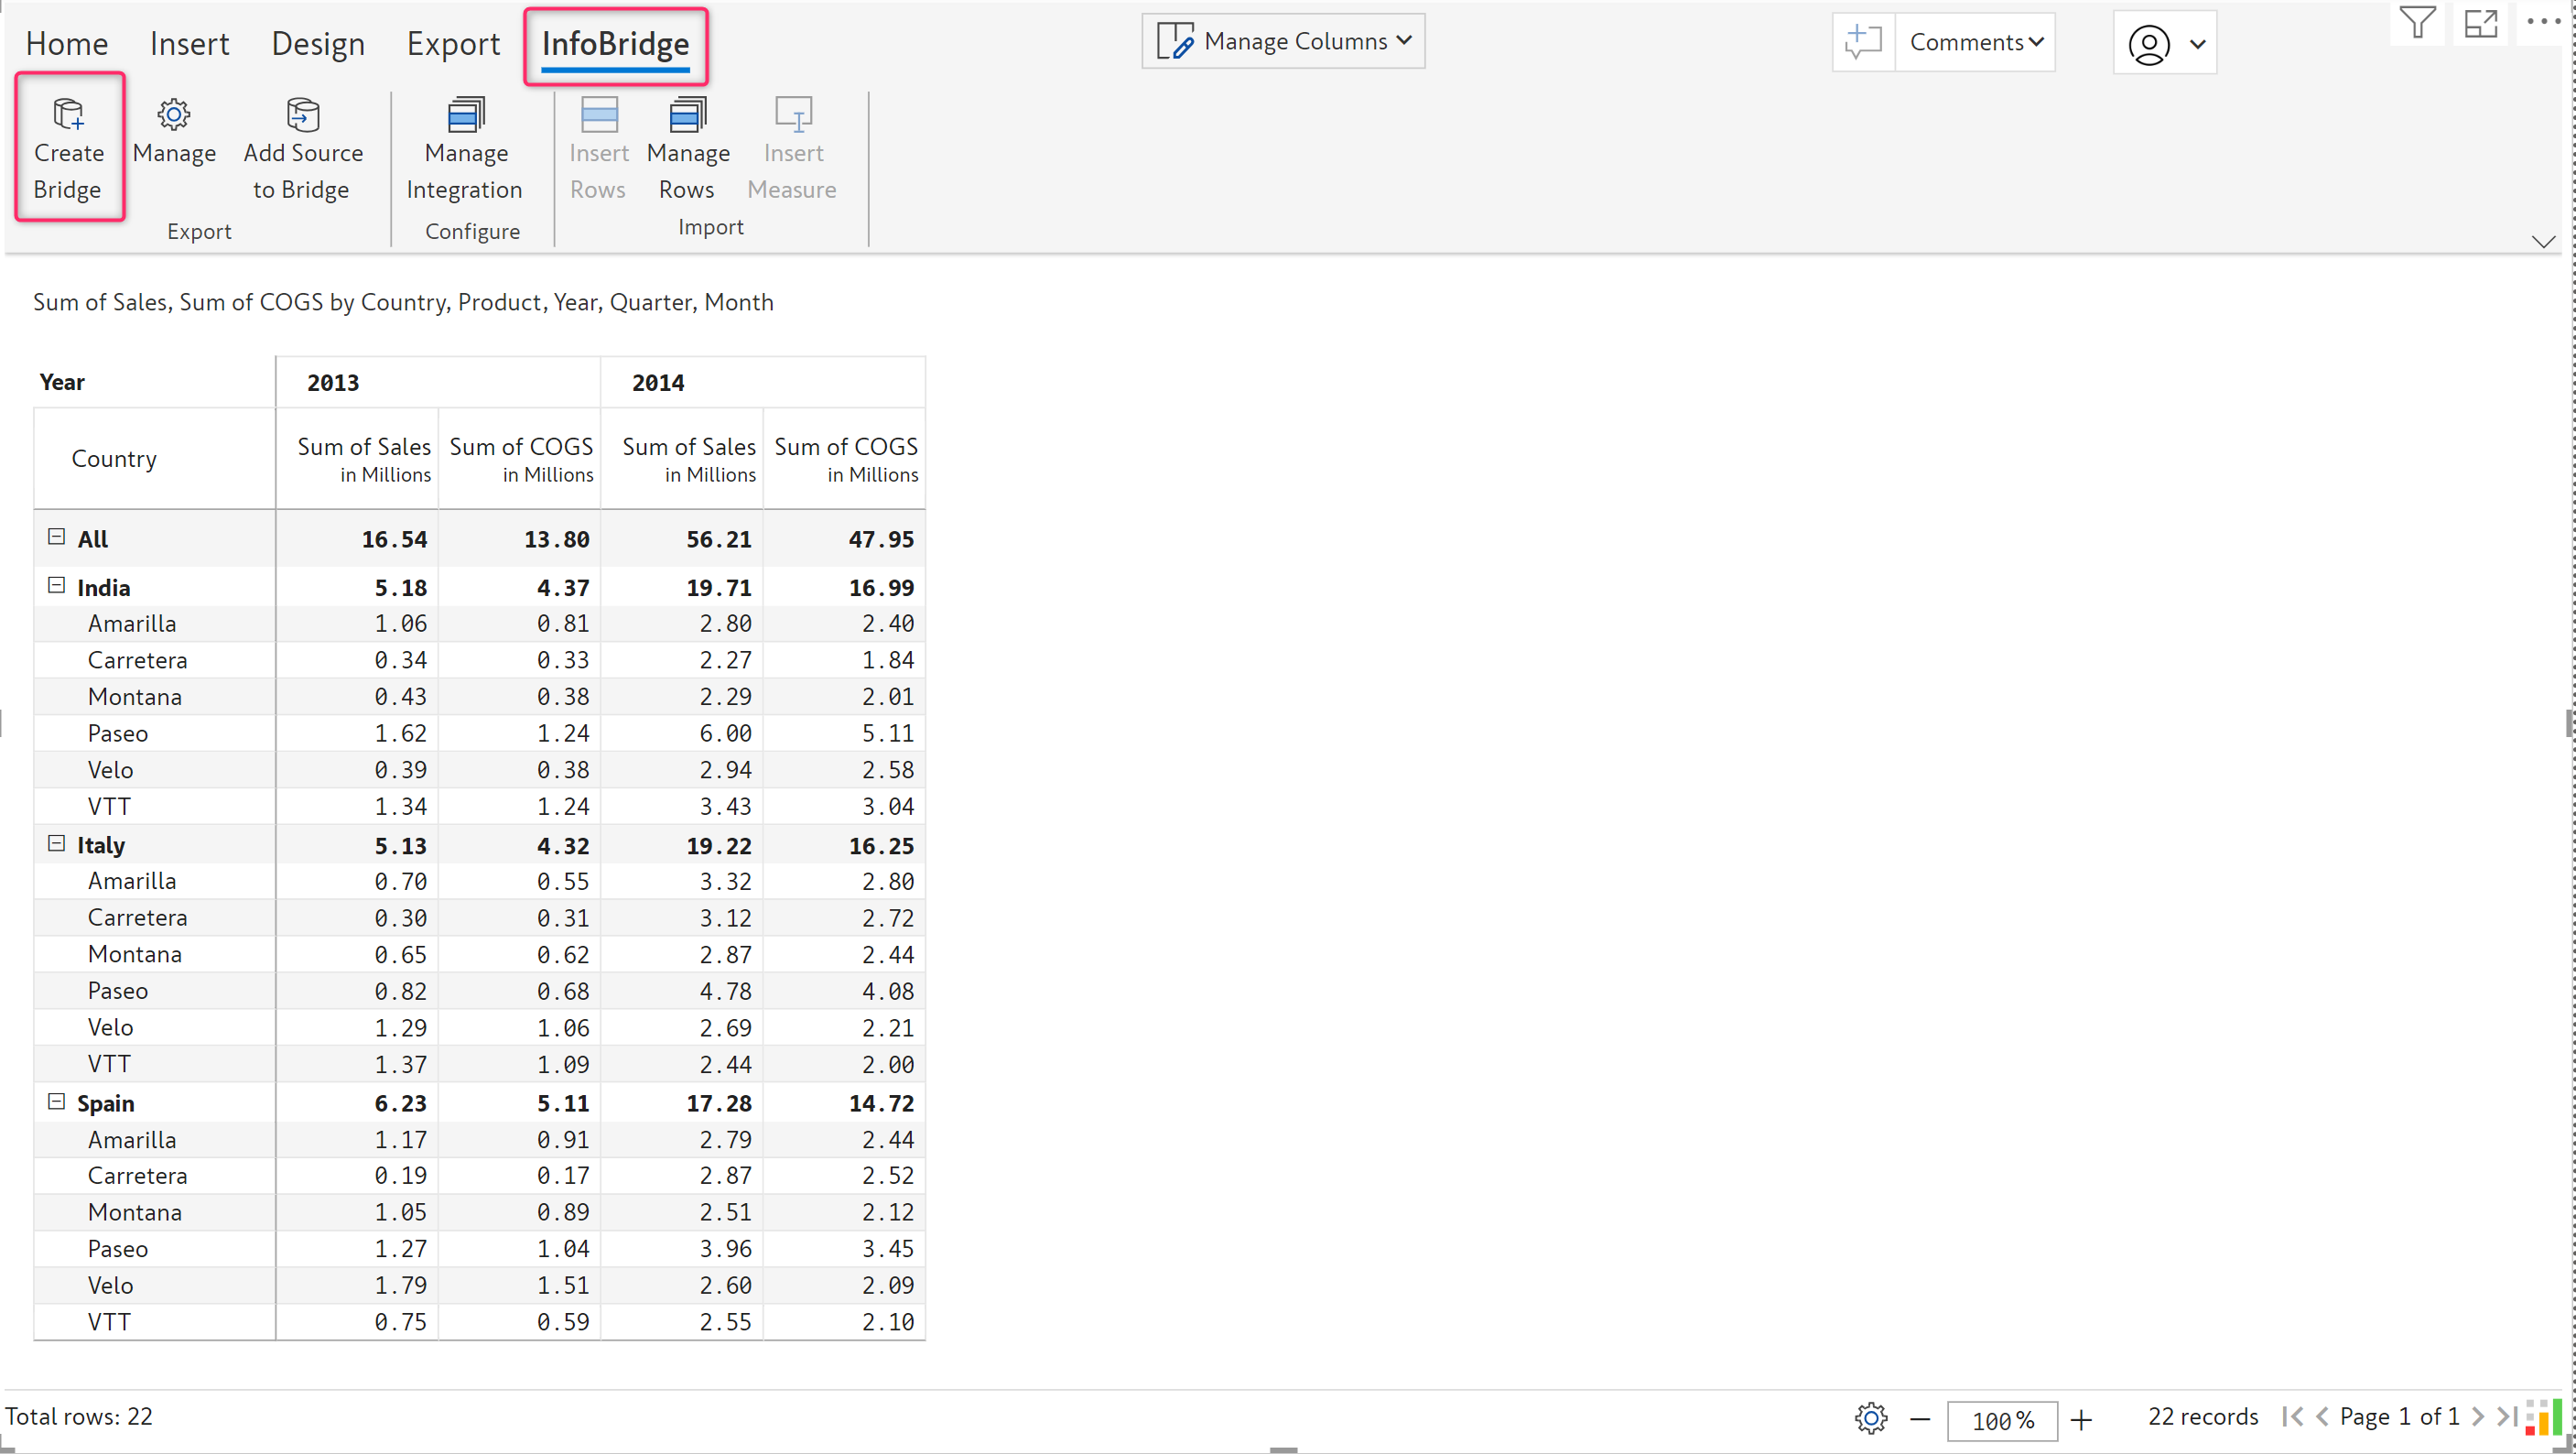 Home Insert Design Export InfoBridge Manage Columns Comments
Create Bridge
Manage
Add Source to Bridge
Export
Manage Integration
Configure
Insert Rows
Manage Rows
Insert Measure
Import
Sum of Sales, Sum of COGS by Country, Product, Year, Quarter, Month
Year 2013 2014
Country Sum of Sales in Millions Sum of COGS in Millions Sum of Sales in Millions Sum of COGS in Millions
All 16.54 13.80 56.21 47.95
India 5.18 4.37 19.71 16.99
Amarilla 1.06 0.81 2.80 2.40
Carretera 0.34 0.33 2.27 1.84
Montana 0.43 0.38 2.29 2.01
Paseo 1.62 1.24 6.00 5.11
Velo 0.39 0.38 2.94 2.58
VTT 1.34 1.24 3.43 3.04
Italy 5.13 4.32 19.22 16.25
Amarilla 0.70 0.55 3.32 2.80
Carretera 0.30 0.31 3.12 2.72
Montana 0.65 0.62 2.87 2.44
Paseo 0.82 0.68 4.78 4.08
Velo 1.29 1.06 2.69 2.21
VTT 1.37 1.09 2.44 2.00
Spain 6.23 5.11 17.28 14.72
Amarilla 1.17 0.91 2.79 2.44
Carretera 0.19 0.17 2.87 2.52
Montana 1.05 0.89 2.51 2.12
Paseo 1.27 1.04 3.96 3.45
Velo 1.79 1.51 2.60 2.09
VTT 0.75 0.59 2.55 2.10
Total rows: 22 100% 22 records Page 1 of 1